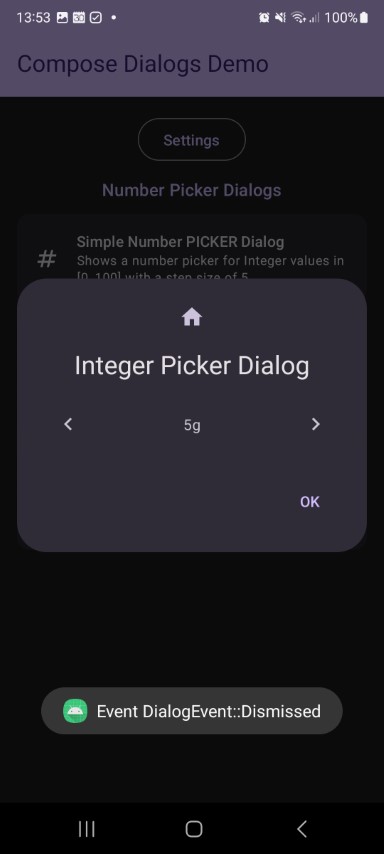 13:53 100%
Compose Dialogs Demo
Settings
Number Picker Dialogs
Simple Number PICKER Dialog
Shows a number picker for Integer values in
[0, 100] with a step size of 5
Integer Picker Dialog
5g
OK
Event DialogEvent::Dismissed